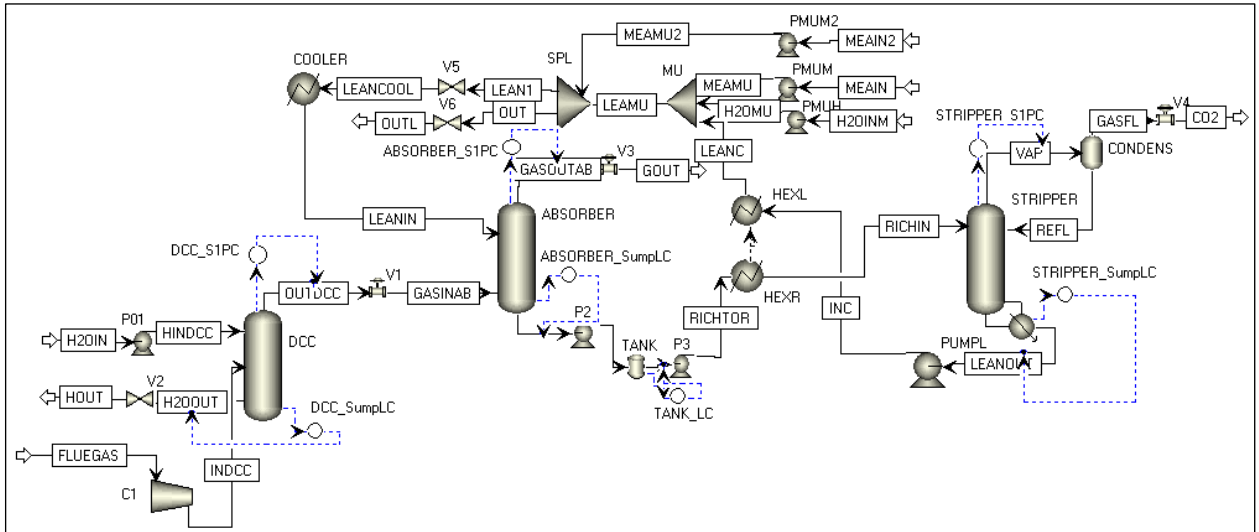 PMUM2
MEAMU2
MEAIN2
COOLER
V5
SPL
MU
PMUM
LEANCOOL
LEAN1
MEAMU
MEAIN
V6
OUT
LEAMU
H2OMU
PMUH
H2OINM
OUTL
ABSORBER_S1PC
LEANC
V3
GASOUTAB
GOUT
STRIPPER_S1PC
GASFL
V4
CO2
VAP
CONDENS
LEANIN
ABSORBER
HEXL
RICHIN
STRIPPER
REFL
DCC_S1PC
ABSORBER_SumpLC
STRIPPER_SumpLC
OUTDCC
V1
GASINAB
HEXR
INC
RICHTOR
P01
H2OIN
HINDCC
DCC
P2
TANK
P3
PUMPL
LEANOUT
V2
HOUT
H2OOUT
DCC_SumpLC
TANK_LC
FLUEGAS
INDCC
C1